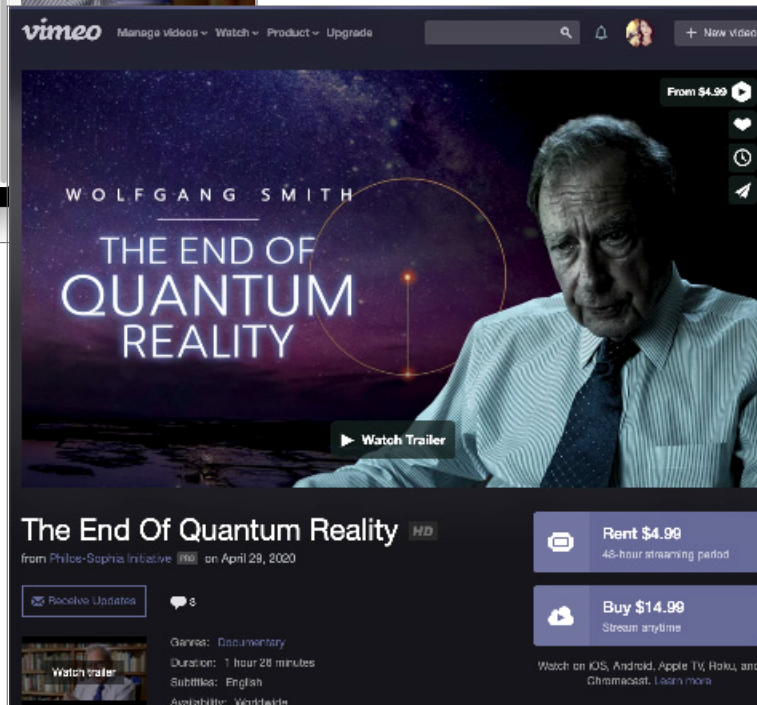 vimeo Manage videos Watch Product Upgrade + New video
From $4.99
WOLFGANG SMITH
THE END OF
QUANTUM
REALITY
Watch Trailer
The End Of Quantum Reality HD
from Philos-Sophia Initiative PRO on April 29, 2020
Rent $4.99
48-hour streaming period
Receive Updates
3
Buy $14.99
Stream anytime
Watch trailer
Genres: Documentary
Duration: 1 hour 26 minutes
Subtitles: English
Availability: Worldwide
Watch on iOS, Android, Apple TV, Roku, and
Chromecast. Learn more